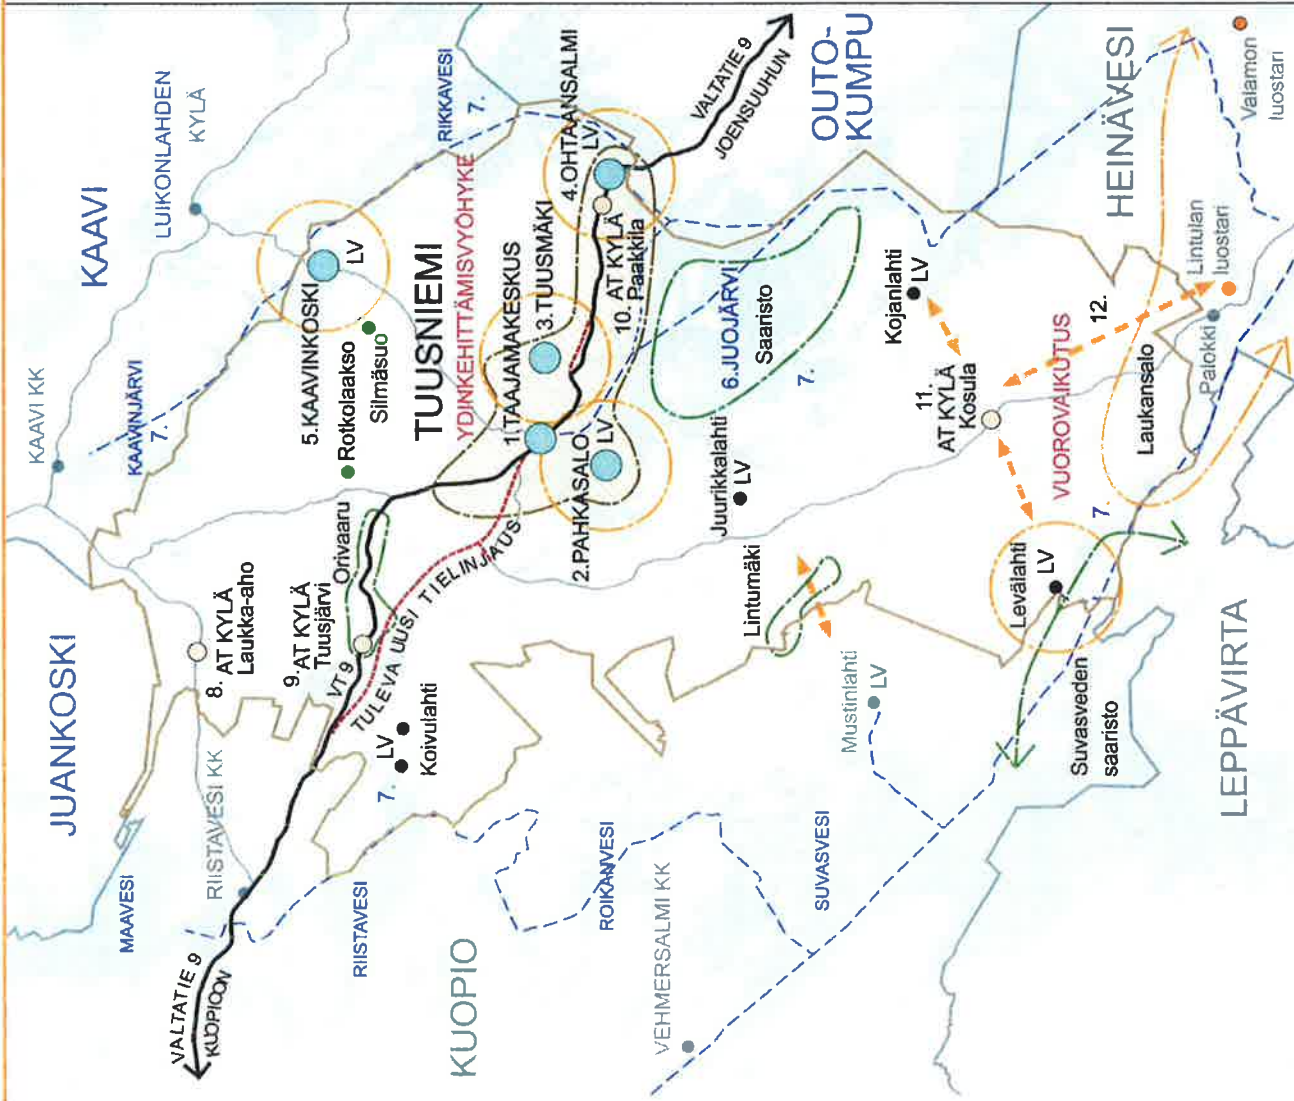 JUANKOSKI
KAAVI
KAAVI KK
LUIKONLAHDEN
KYLÄ
KAAVINJÄRVI
7.
MAAVESI
RIISTAVESI KK
8.
AT KYLÄ
Laukka-aho
9.
AT KYLÄ
Tuusjärvi
Orivaaru
VT 9
TULEVA UUSI TIELINJAUS
VALTATIE 9
KUOPIOON
RIISTAVESI
7.
LV
Koivulahti
Rotkolaakso
Silmäsuo
5.KAAVINKOSKI
LV
TUUSNIEMI
YDINKEHITTÄMISVYÖHYKE
RIKKAVESI
7.
1.TAAJAMAKESKUS
3.TUUSMÄKI
4.OHTAANSALMI
LV
10. AT KYLÄ
Paakkila
2.PAHKASALO
LV
VALTATIE 9
JOENSUUHUN
OUTO-
KUMPU
6.JUOJÄRVI
Saaristo
7.
Juurikkalahti
LV
Kojanlahti
LV
11.
AT KYLÄ
Kosula
Lintumäki
KUOPIO
ROIKANVESI
SUVASVESI
VEHMERSALMI KK
Mustinlahti
LV
VUOROVAIKUTUS
12.
Levälahti
LV
7.
Laukansalo
Palokki
Lintulan
luostari
HEINÄVESI
Valamon
luostari
Suvasveden
saaristo
LEPPÄVIRTA